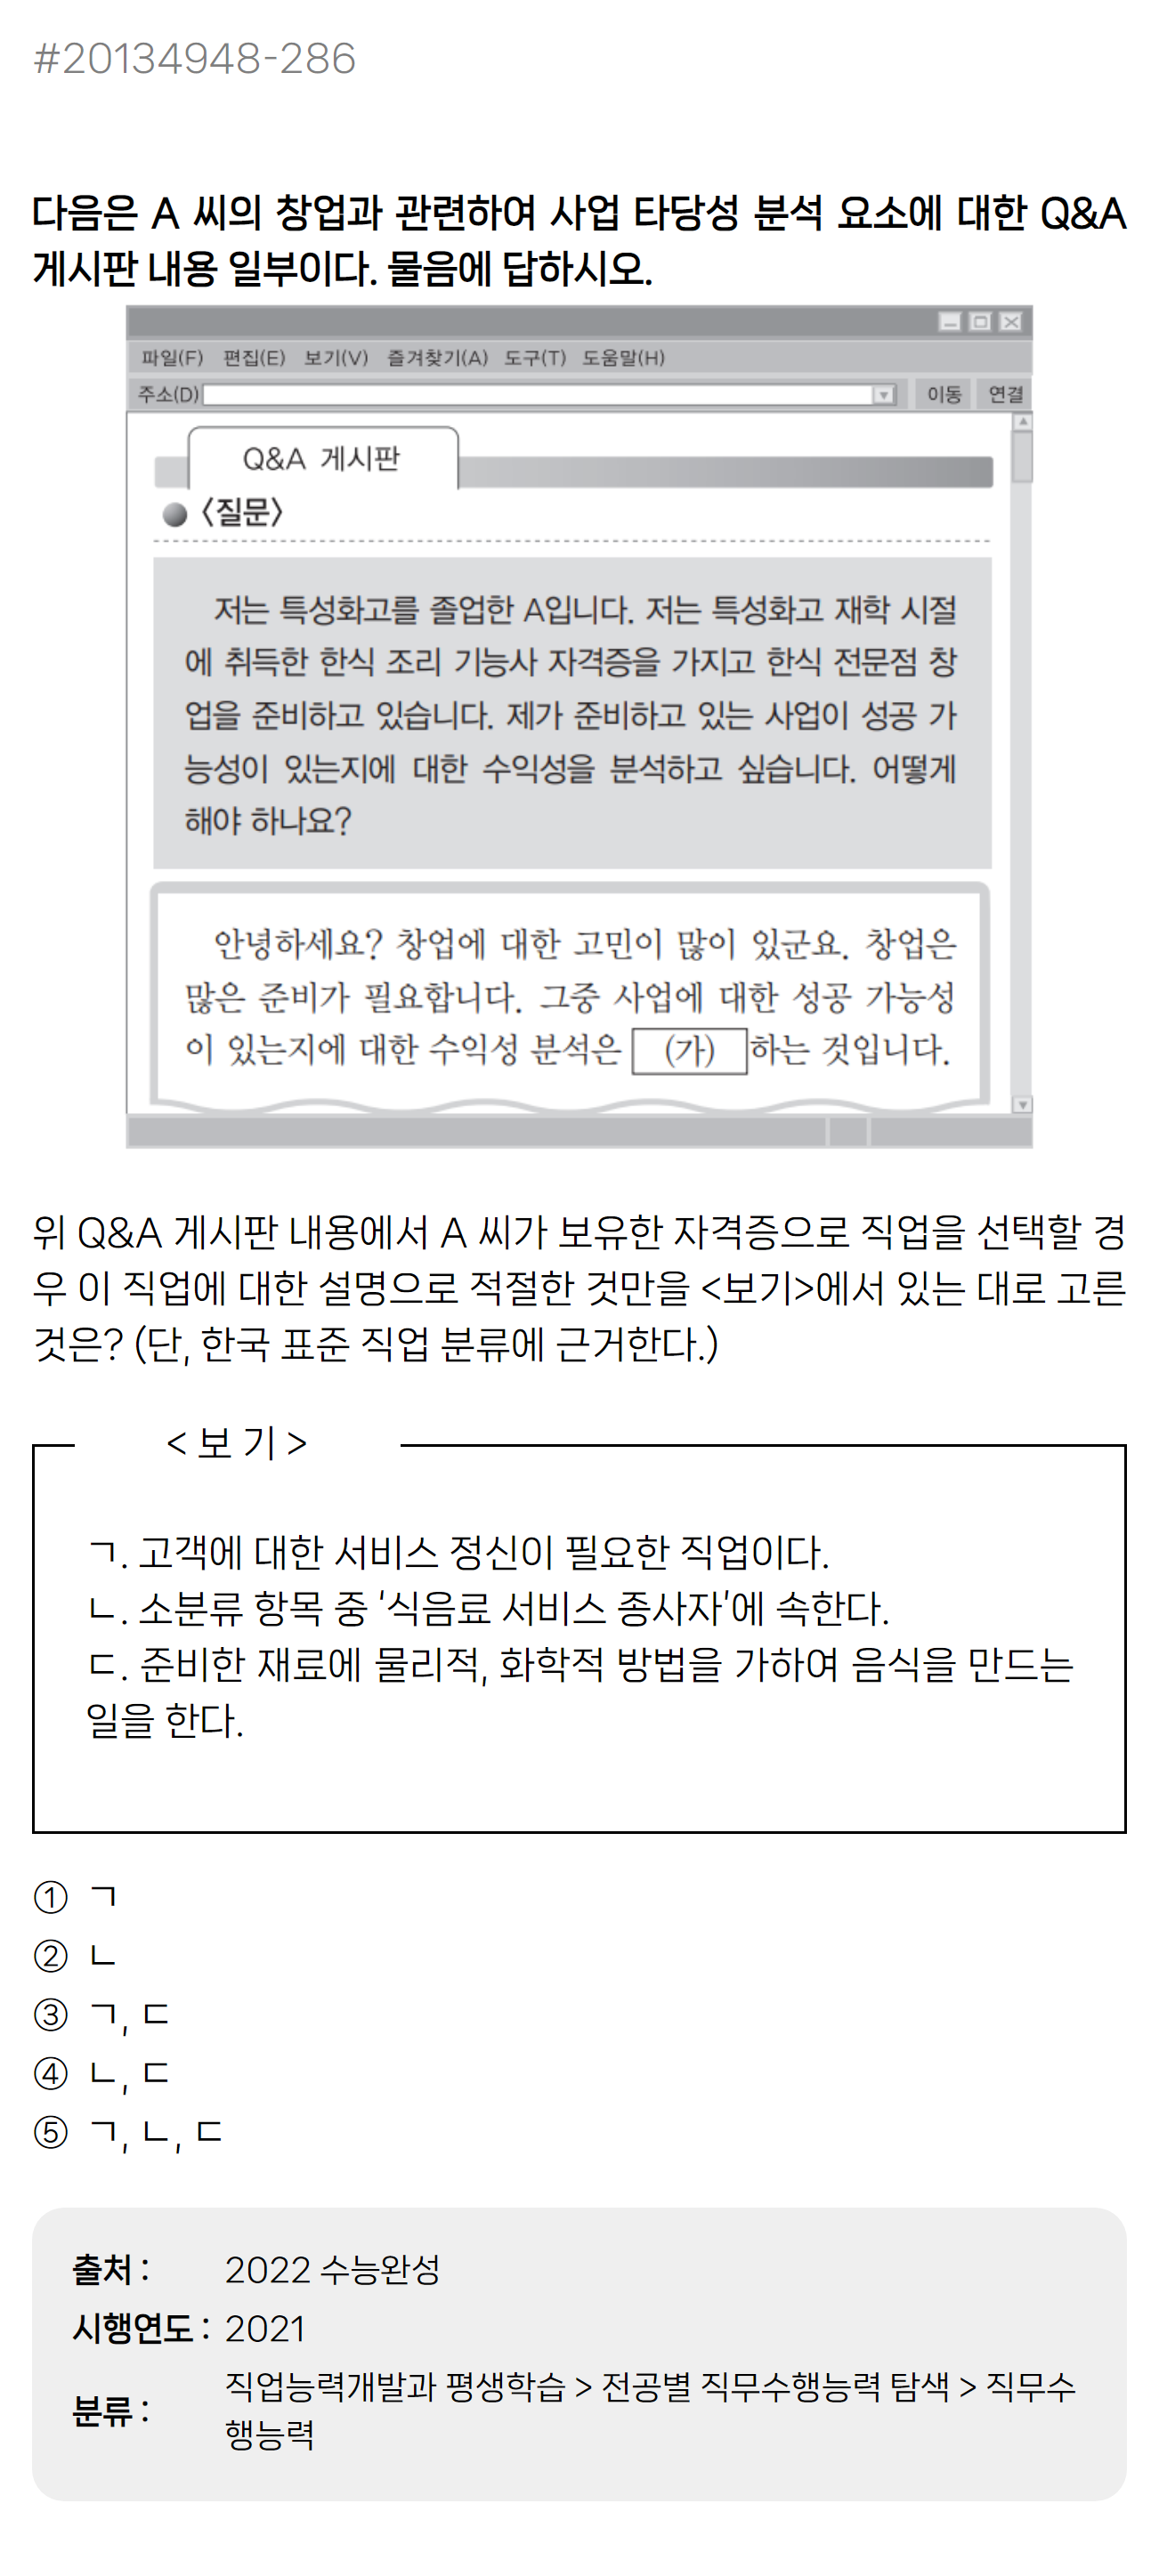 #20134948-286
다음은 A 씨의 창업과 관련하여 사업 타당성 분석 요소에 대한 Q&A
게시판 내용 일부이다. 물음에 답하시오.
파일(F) 편집(E) 보기(V) 즐겨찾기(A) 도구(T) 도움말(H)
주소(D) 이동 연결
Q&A 게시판
〈질문〉
저는 특성화고를 졸업한 A입니다. 저는 특성화고 재학 시절
에 취득한 한식 조리 기능사 자격증을 가지고 한식 전문점 창
업을 준비하고 있습니다. 제가 준비하고 있는 사업이 성공 가
능성이 있는지에 대한 수익성을 분석하고 싶습니다. 어떻게
해야 하나요?
안녕하세요? 창업에 대한 고민이 많이 있군요. 창업은
많은 준비가 필요합니다. 그중 사업에 대한 성공 가능성
이 있는지에 대한 수익성 분석은 (가) 하는 것입니다.
위 Q&A 게시판 내용에서 A 씨가 보유한 자격증으로 직업을 선택할 경
우 이 직업에 대한 설명으로 적절한 것만을 <보기>에서 있는 대로 고른
것은? (단, 한국 표준 직업 분류에 근거한다.)
< 보 기 >
ㄱ. 고객에 대한 서비스 정신이 필요한 직업이다.
ㄴ. 소분류 항목 중 '식음료 서비스 종사자'에 속한다.
ㄷ. 준비한 재료에 물리적, 화학적 방법을 가하여 음식을 만드는
일을 한다.
① ㄱ
② ㄴ
③ ㄱ, ㄷ
④ ㄴ, ㄷ
⑤ ㄱ, ㄴ, ㄷ
출처 : 2022 수능완성
시행연도 : 2021
분류 : 직업능력개발과 평생학습 > 전공별 직무수행능력 탐색 > 직무수
행능력